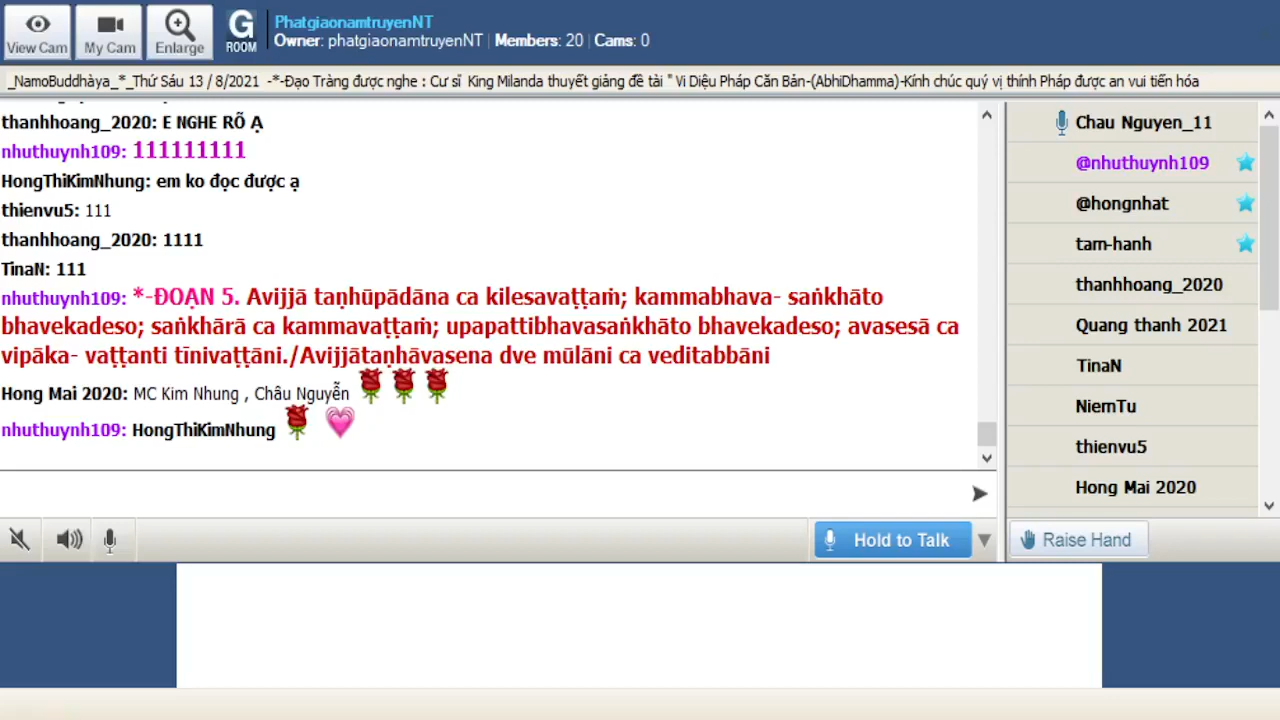 View Cam
My Cam
Enlarge
G
ROOM
PhatgiaonamtruyenNT
Owner: phatgiaonamtruyenNT | Members: 20 | Cams: 0
_NamoBuddhàya_*_Thứ Sáu 13 / 8/2021 -*-Đạo Tràng được nghe : Cư sĩ King Milanda thuyết giảng đề tài " Vi Diệu Pháp Căn Bản-(AbhiDhamma)-Kính chúc quý vị thính Pháp được an vui tiến hóa
thanhhoang_2020: E NGHE RÕ Ạ
nhuthuynh109: 111111111
HongThiKimNhung: em ko đọc được ạ
thienvu5: 111
thanhhoang_2020: 1111
TinaN: 111
nhuthuynh109: *-ĐOẠN 5. Avijjā taṇhūpādāna ca kilesavaṭṭaṁ; kammabhava- saṅkhāto
bhavekadeso; saṅkhārā ca kammavaṭṭaṁ; upapattibhavasaṅkhāto bhavekadeso; avasesā ca
vipāka- vaṭṭanti tīnivaṭṭāni./Avijjātaṇhāvasena dve mūlāni ca veditabbāni
Hong Mai 2020: MC Kim Nhung , Châu Nguyễn
nhuthuynh109: HongThiKimNhung
Chau Nguyen_11
@nhuthuynh109
@hongnhat
tam-hanh
thanhhoang_2020
Quang thanh 2021
TinaN
NiemTu
thienvu5
Hong Mai 2020
Hold to Talk
Raise Hand